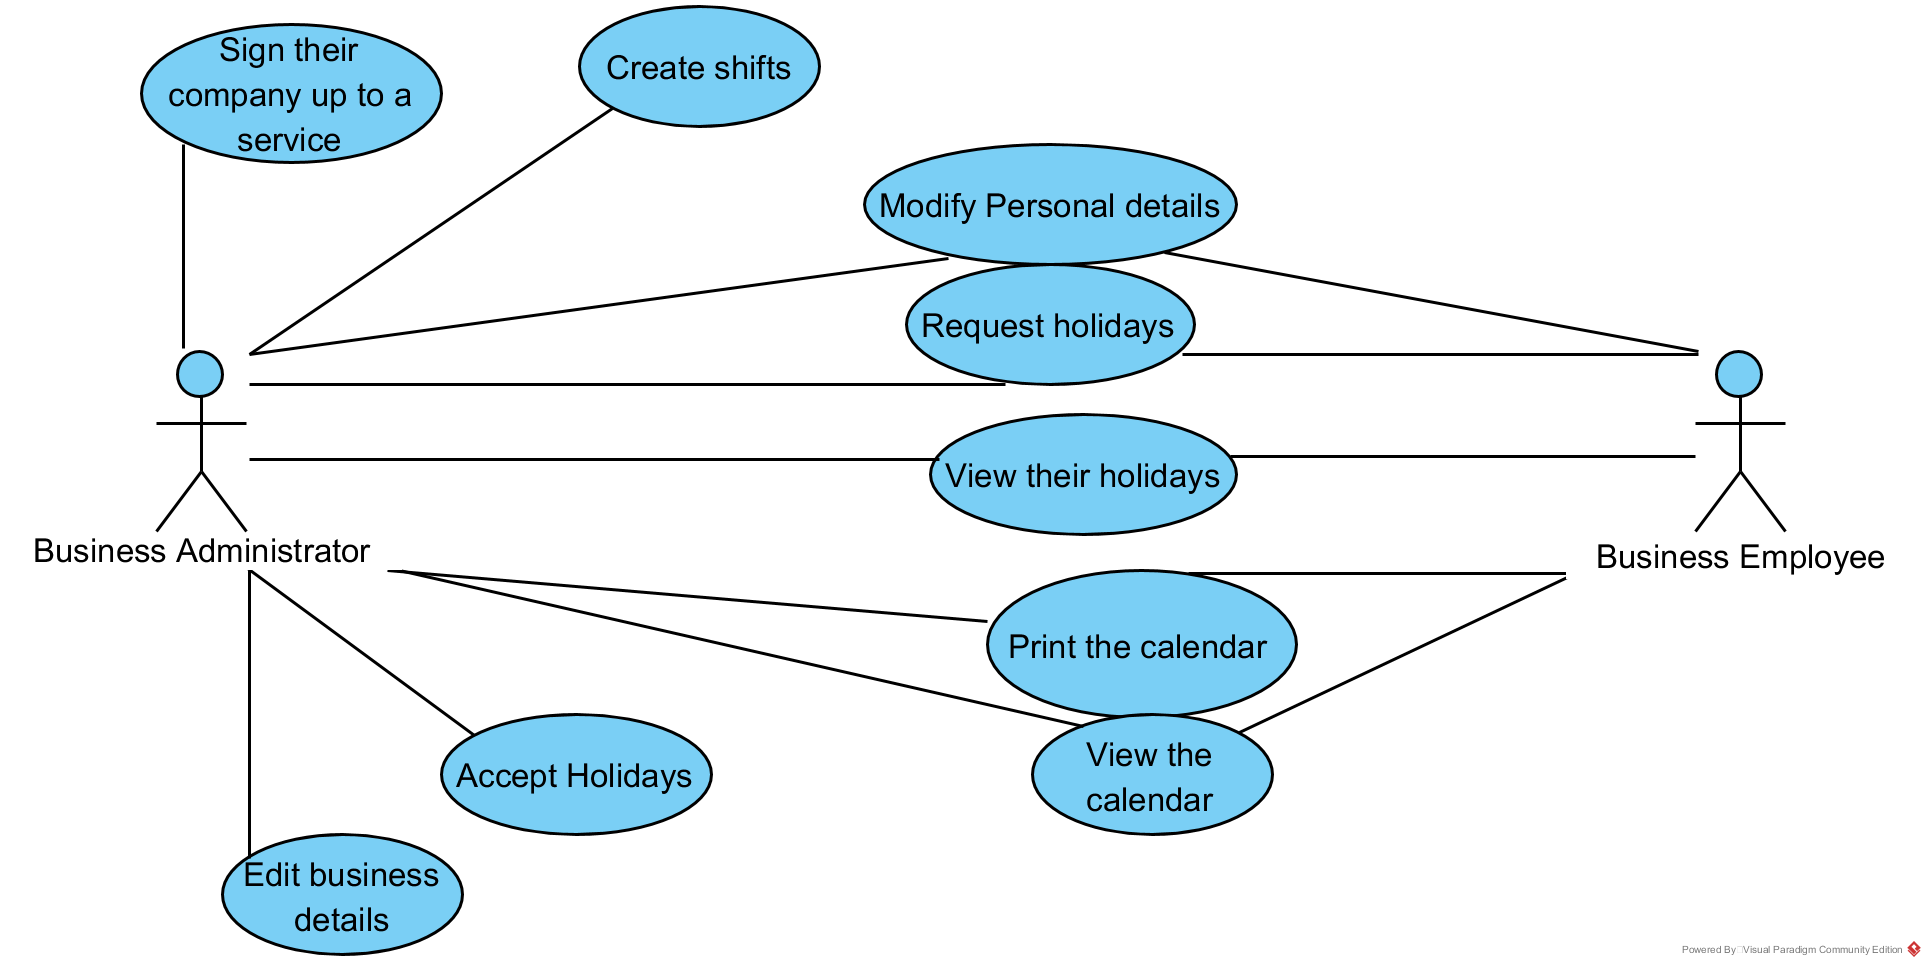 Sign their
company up to a
service
Create shifts
Modify Personal details
Request holidays
View their holidays
Business Administrator
Business Employee
Print the calendar
View the
calendar
Accept Holidays
Edit business
details
Powered By Visual Paradigm Community Edition